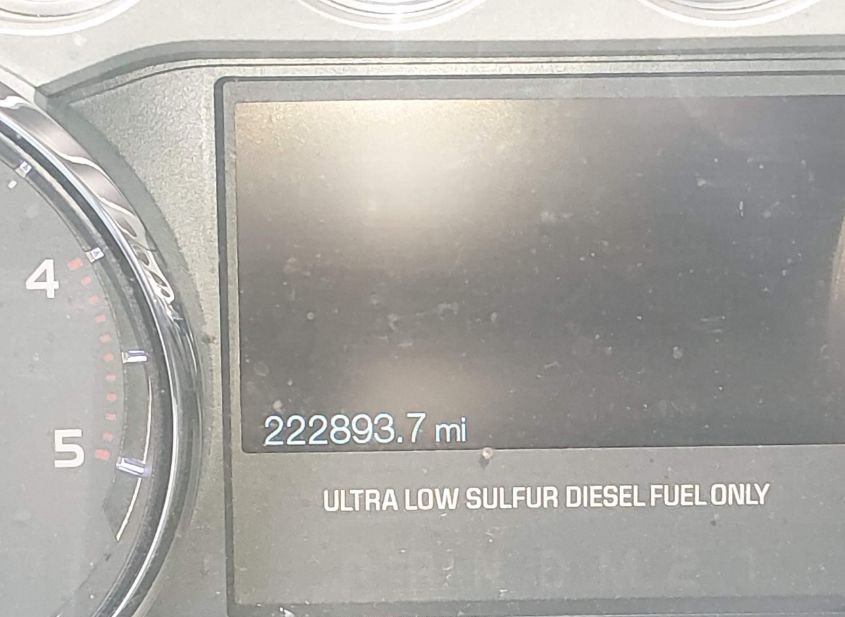 4
222893.7 mi
5
ULTRA LOW SULFUR DIESEL FUEL ONLY